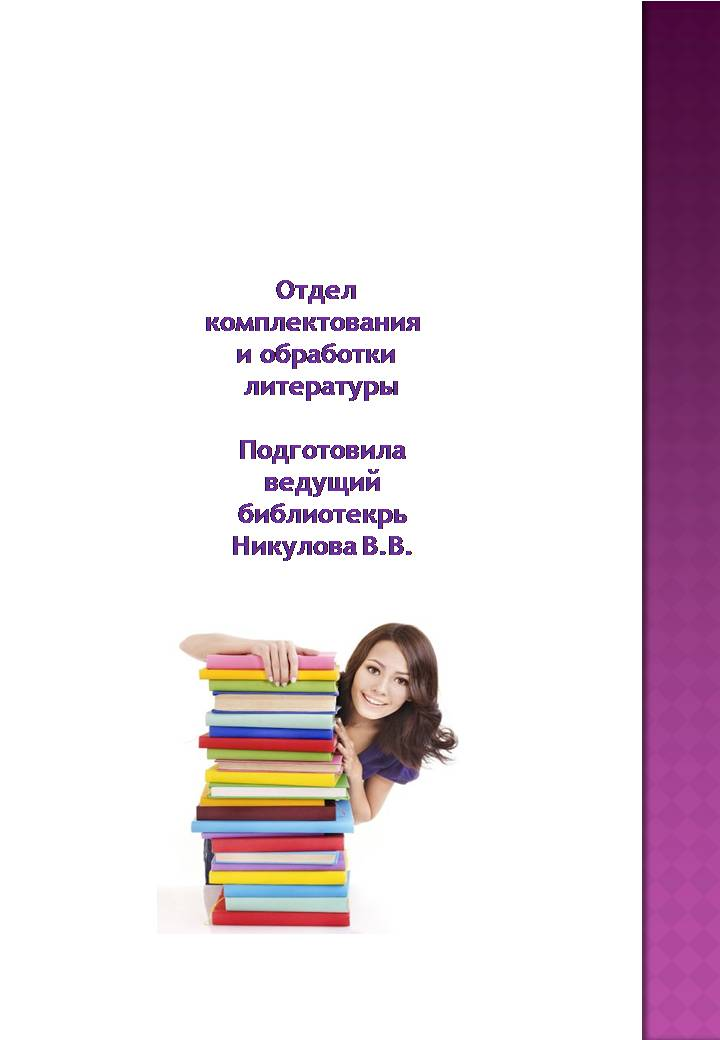 Отдел
комплектования
и обработки
литературы
Подготовила
ведущий
библиотекрь
Никулова В.В.